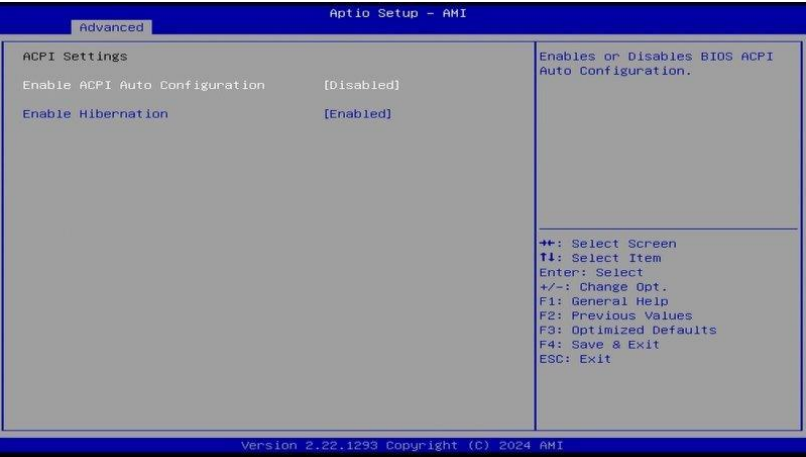 Aptio Setup - AMI
Advanced
ACPI Settings
Enable ACPI Auto Configuration [Disabled]
Enable Hibernation [Enabled]
Enables or Disables BIOS ACPI
Auto Configuration.
→←: Select Screen
↑↓: Select Item
Enter: Select
+/-: Change Opt.
F1: General Help
F2: Previous Values
F3: Optimized Defaults
F4: Save & Exit
ESC: Exit
Version 2.22.1293 Copyright (C) 2024 AMI